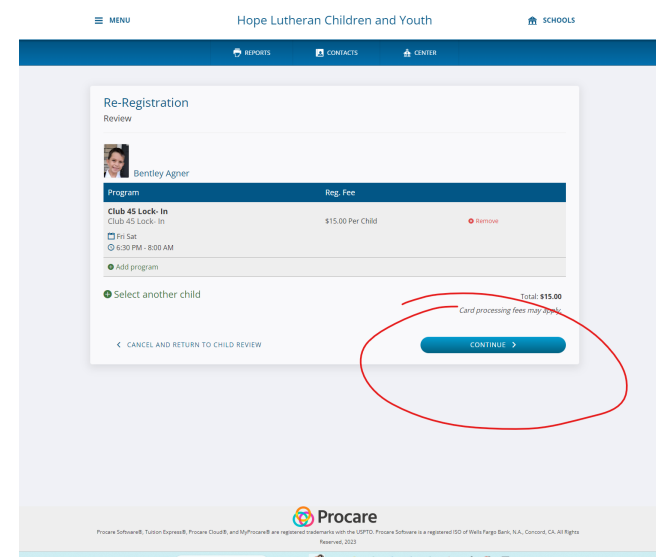 MENU
Hope Lutheran Children and Youth
SCHOOLS
REPORTS
CONTACTS
CENTER
Re-Registration
Review
Bentley Agner
Program Reg. Fee
Club 45 Lock- In
Club 45 Lock- In $15.00 Per Child Remove
Fri Sat
6:30 PM - 8:00 AM
Add program
Select another child
Total: $15.00
Card processing fees may apply.
CANCEL AND RETURN TO CHILD REVIEW
CONTINUE
Procare
Procare Software®, Tuition Express®, Procare Cloud®, and MyProcare® are registered trademarks with the USPTO. Procare Software is a registered ISO of Wells Fargo Bank, N.A., Concord, CA. All Rights
Reserved, 2023